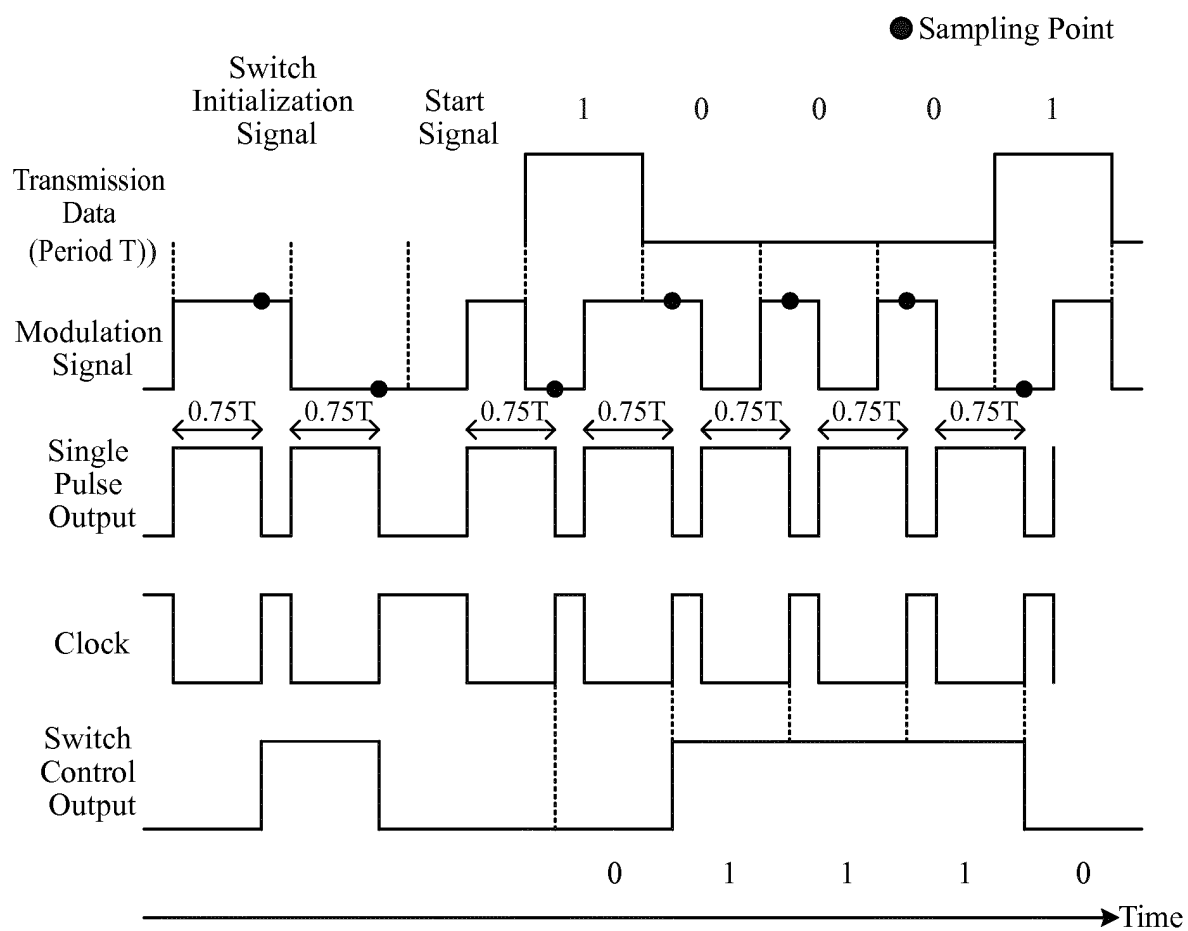 Sampling Point
Switch
Initialization
Signal
Start
Signal
1 0 0 0 1
Transmission
Data
(Period T))
Modulation
Signal
0.75T 0.75T 0.75T 0.75T 0.75T 0.75T 0.75T
Single
Pulse
Output
Clock
Switch
Control
Output
0 1 1 1 0
Time